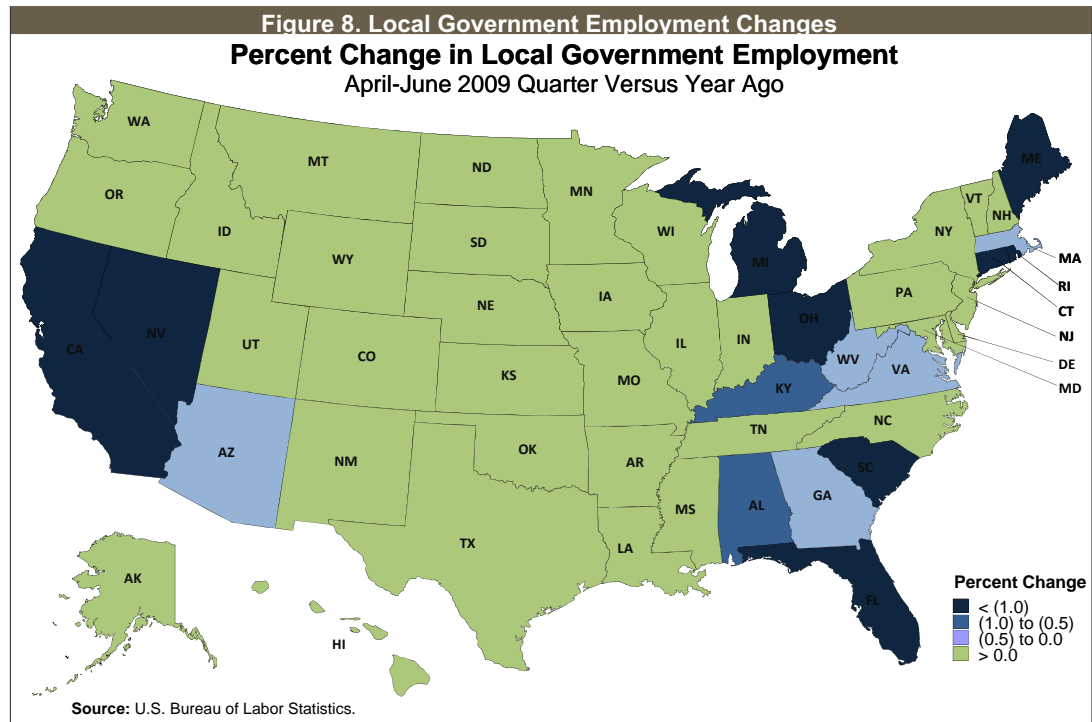 Figure 8. Local Government Employment Changes
Percent Change in Local Government Employment
April-June 2009 Quarter Versus Year Ago
WA
MT
ND
MN
OR
ID
SD
WI
WY
NE
IA
NV
CA
UT
CO
KS
MO
IL
IN
MI
OH
PA
NY
VT
NH
ME
MA
RI
CT
NJ
DE
MD
WV
VA
KY
TN
NC
AZ
NM
OK
AR
SC
MS
AL
GA
TX
LA
FL
AK
HI
Percent Change
< (1.0)
(1.0) to (0.5)
(0.5) to 0.0
> 0.0
Source: U.S. Bureau of Labor Statistics.